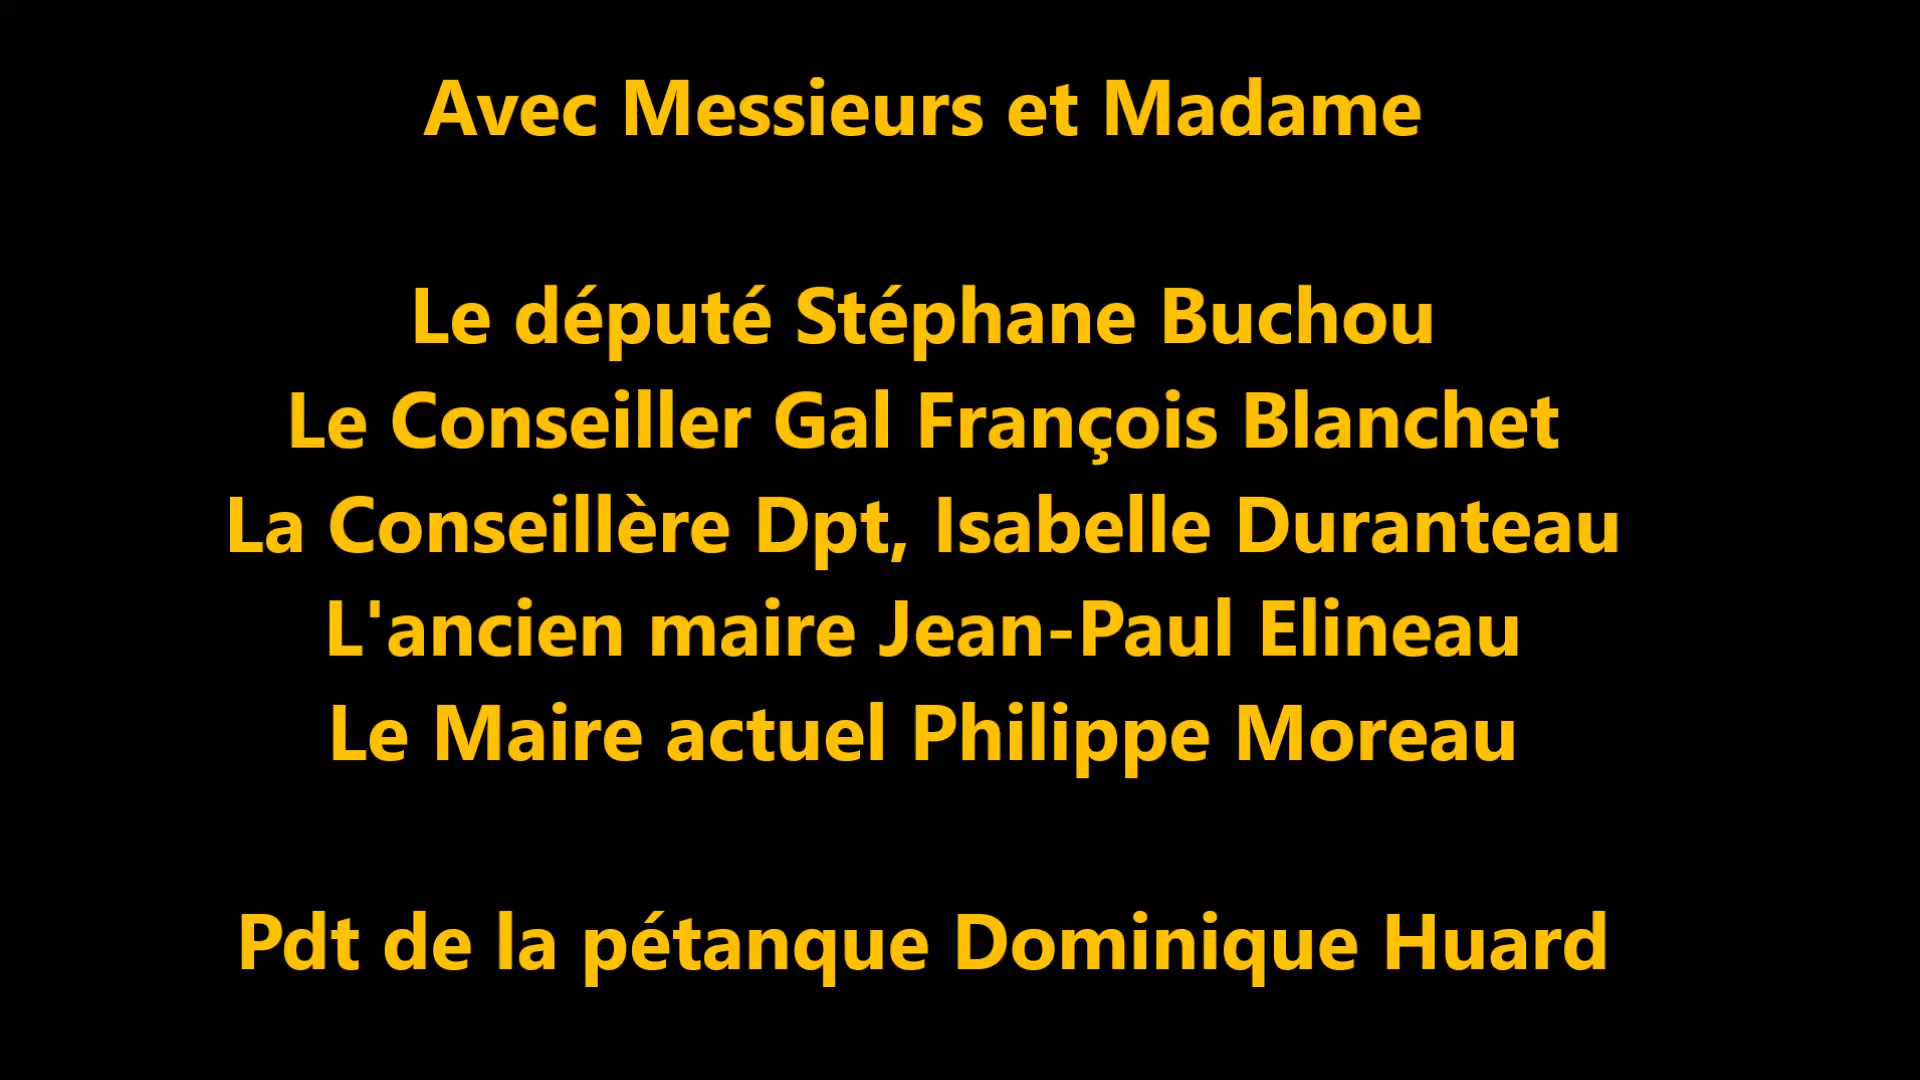 Avec Messieurs et Madame
Le député Stéphane Buchou
Le Conseiller Gal François Blanchet
La Conseillère Dpt, Isabelle Duranteau
L'ancien maire Jean-Paul Elineau
Le Maire actuel Philippe Moreau
Pdt de la pétanque Dominique Huard